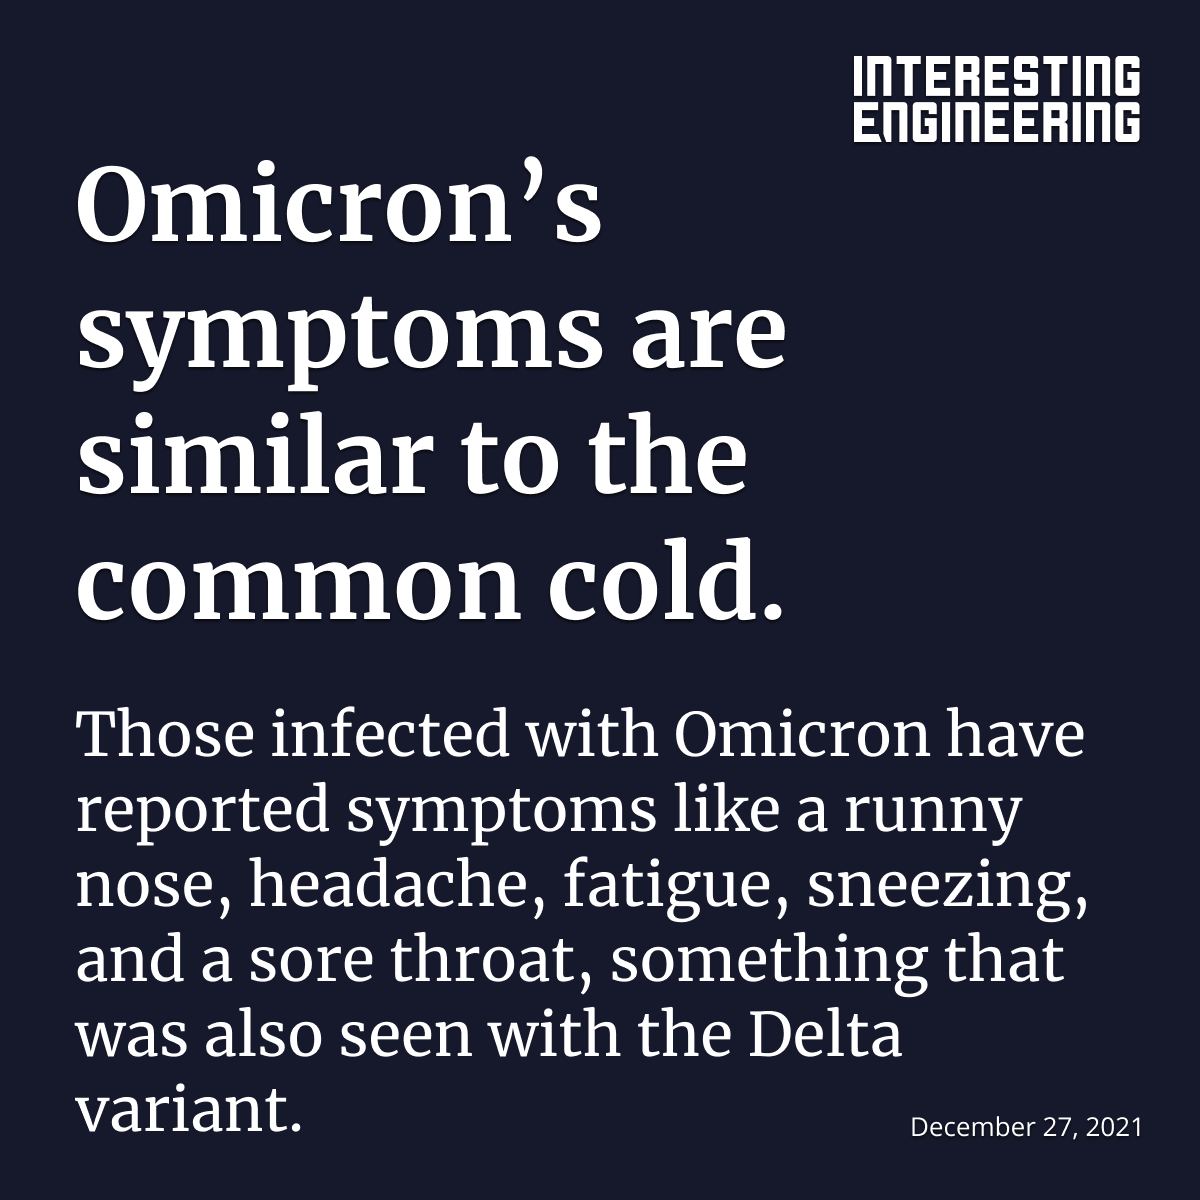 INTERESTING
ENGINEERING
Omicron’s
symptoms are
similar to the
common cold.
Those infected with Omicron have
reported symptoms like a runny
nose, headache, fatigue, sneezing,
and a sore throat, something that
was also seen with the Delta
variant.
December 27, 2021